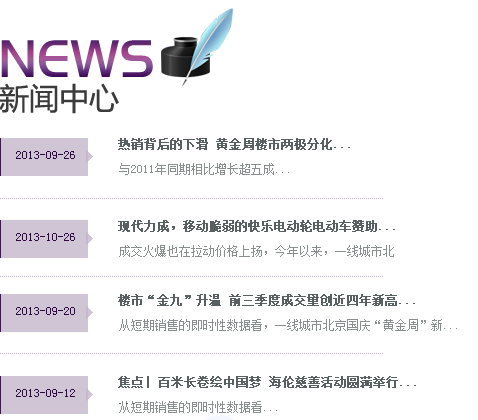 NEWS
新闻中心
2013-09-26
热销背后的下滑 黄金周楼市两极分化...
与2011年同期相比增长超五成...
2013-10-26
现代力成，移动脆弱的快乐电动轮电动车赞助...
成交火爆也在拉动价格上扬，今年以来，一线城市北
2013-09-20
楼市“金九”升温 前三季度成交量创近四年新高...
从短期销售的即时性数据看，一线城市北京国庆“黄金周”新...
2013-09-12
焦点丨百米长卷绘中国梦 海伦慈善活动圆满举行...
从短期销售的即时性数据看...